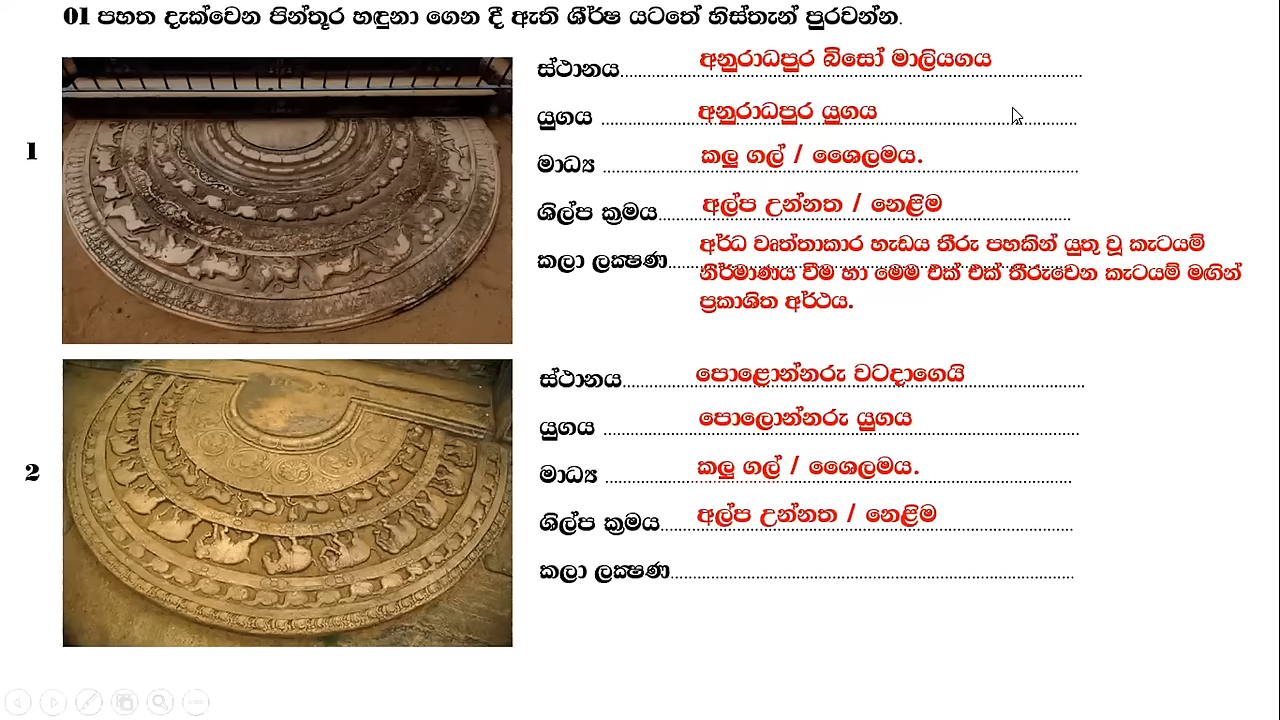 01 පහත දැක්වෙන පින්තූර හඳුනා ගෙන දී ඇති ශීර්ෂ යටතේ හිස්තැන් පුරවන්න.
1
ස්ථානය.......... අනුරාධපුර බිසෝ මාලියගය
යුගය .......... අනුරාධපුර යුගය
මාධ්‍ය .......... කලු ගල් / ශෛලමය.
ශිල්ප ක්‍රමය.......... අල්ප උන්නත / නෙළිම
කලා ලක්‍ෂණ.......... අර්ධ වෘත්තාකාර හැඩය තීරු පහකින් යුතු වූ කැටයම්
නිර්මාණය වීම හා මෙම එක් එක් තීරුවෙන කැටයම් මඟින්
ප්‍රකාශිත අර්ථය.
2
ස්ථානය.......... පොළොන්නරු වටදාගෙයි
යුගය .......... පොලොන්නරු යුගය
මාධ්‍ය .......... කලු ගල් / ශෛලමය.
ශිල්ප ක්‍රමය.......... අල්ප උන්නත / නෙළිම
කලා ලක්‍ෂණ..........